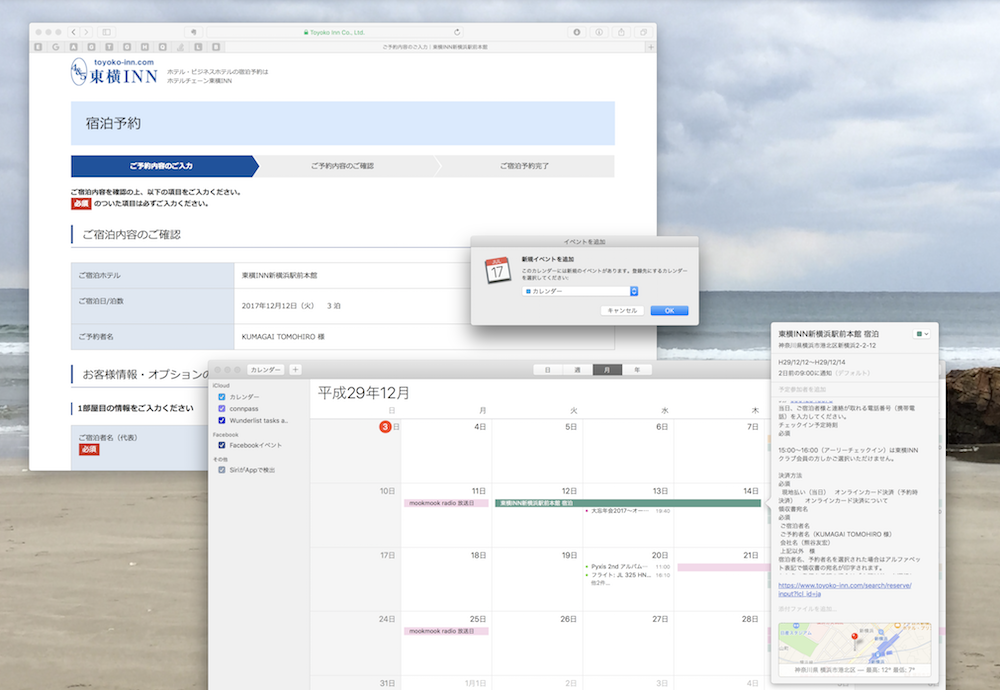 Toyoko Inn Co., Ltd.
ご予約内容のご入力 | 東横INN新横浜駅前本館
toyoko-inn.com
東横INN
ホテル・ビジネスホテルの宿泊予約は
ホテルチェーン東横INN
宿泊予約
ご予約内容のご入力
ご予約内容のご確認
ご宿泊予約完了
ご宿泊内容を確認の上、以下の項目をご入力ください。
必須 のついた項目は必ずご入力ください。
ご宿泊内容のご確認
ご宿泊ホテル
東横INN新横浜駅前本館
ご宿泊日/泊数
2017年12月12日（火） 3 泊
ご予約者名
KUMAGAI TOMOHIRO 様
お客様情報・オプションの
1部屋目の情報をご入力ください
ご宿泊者名（代表）
必須
イベントを追加
JUL
17
新規イベントを追加
このカレンダーには新規のイベントがあります。登録先にするカレンダー
を選択してください:
カレンダー
キャンセル
OK
カレンダー
+
日
週
月
年
iCloud
カレンダー
connpass
Wunderlist tasks a..
Facebook
Facebookイベント
その他
SiriがAppで検出
平成29年12月
日
月
火
水
木
3日
4日
5日
6日
7日
10日
11日
12日
13日
14日
mookmook radio 放送日
東横INN新横浜駅前本館 宿泊
大阪年会2017〜オー… 19:40
17日
18日
19日
20日
21日
Pyxis 2nd アルバム… 11:00
フライト: JL 325 HN... 16:10
他2件...
24日
25日
26日
27日
28日
mookmook radio 放送日
31日
1月1日
2日
3日
4日
東横INN新横浜駅前本館 宿泊
神奈川県横浜市港北区新横浜2-2-12
H29/12/12〜H29/12/14
2日前の9:00に通知（デフォルト）
予定参加者を追加
当日、ご宿泊者様と連絡が取れる電話番号（携帯電
話）を入力してください。
チェックイン予定時刻
必須
15:00〜16:00（アーリーチェックイン）は東横INN
クラブ会員の方しかご選択いただけません。
決済方法
必須
現地払い（当日） オンラインカード決済（予約時
決済） オンラインカード決済について
領収書宛名
必須
ご宿泊者名
ご予約者名（KUMAGAI TOMOHIRO 様）
会社名（熊谷友宏）
上記以外 様
宿泊者名、予約者名を選択された場合はアルファベッ
ト表記で領収書の宛名が印字されます。
https://www.toyoko-inn.com/search/reserve/
input?lcl_id=ja
添付ファイルを追加...
新横浜
新横浜
神奈川県 横浜市港北区 — 最高: 12° 最低: 7°